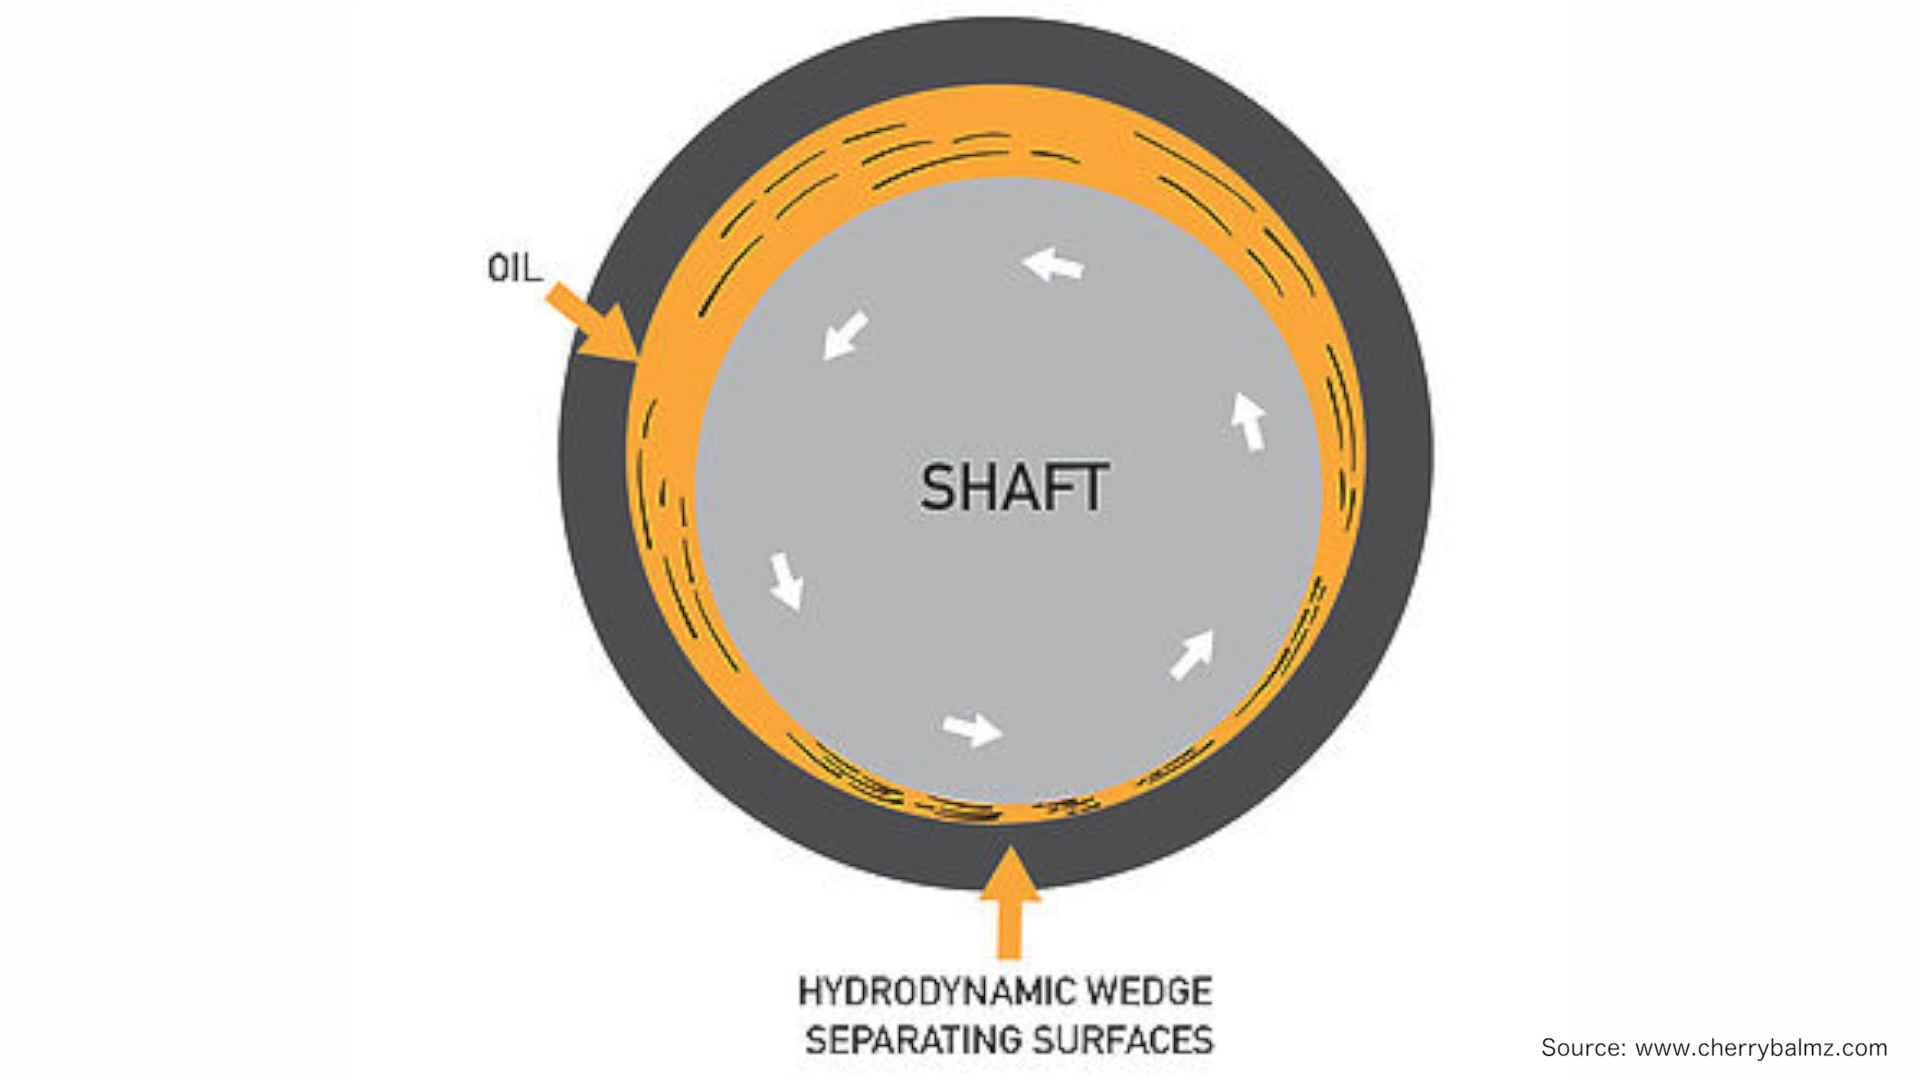 OIL
SHAFT
HYDRODYNAMIC WEDGE
SEPARATING SURFACES
Source: www.cherrybalmz.com